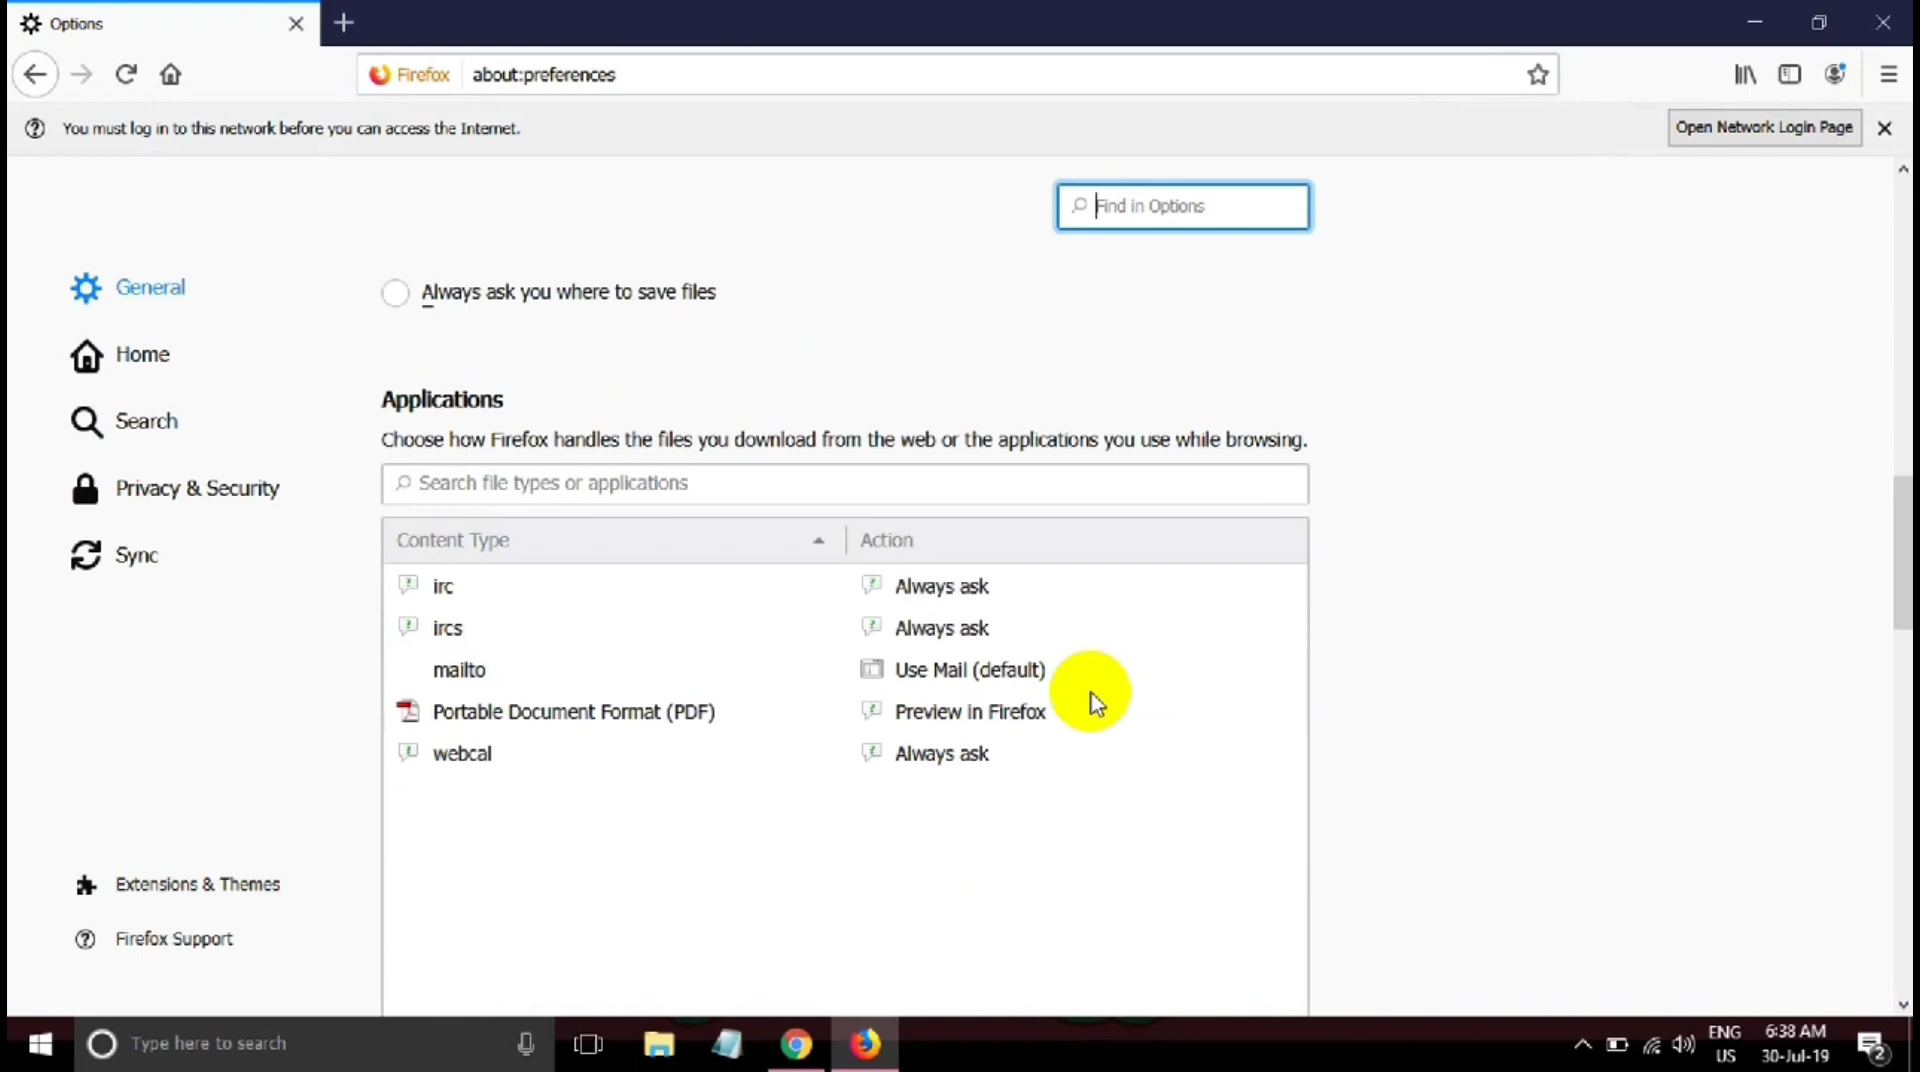 Options
Firefox about:preferences
You must log in to this network before you can access the Internet.
Open Network Login Page
Find in Options
General
Always ask you where to save files
Home
Applications
Search
Choose how Firefox handles the files you download from the web or the applications you use while browsing.
Search file types or applications
Privacy & Security
Content Type Action
Sync
irc Always ask
ircs Always ask
mailto Use Mail (default)
Portable Document Format (PDF) Preview in Firefox
webcal Always ask
Extensions & Themes
Firefox Support
Type here to search
ENG
US
6:38 AM
30-Jul-19
2